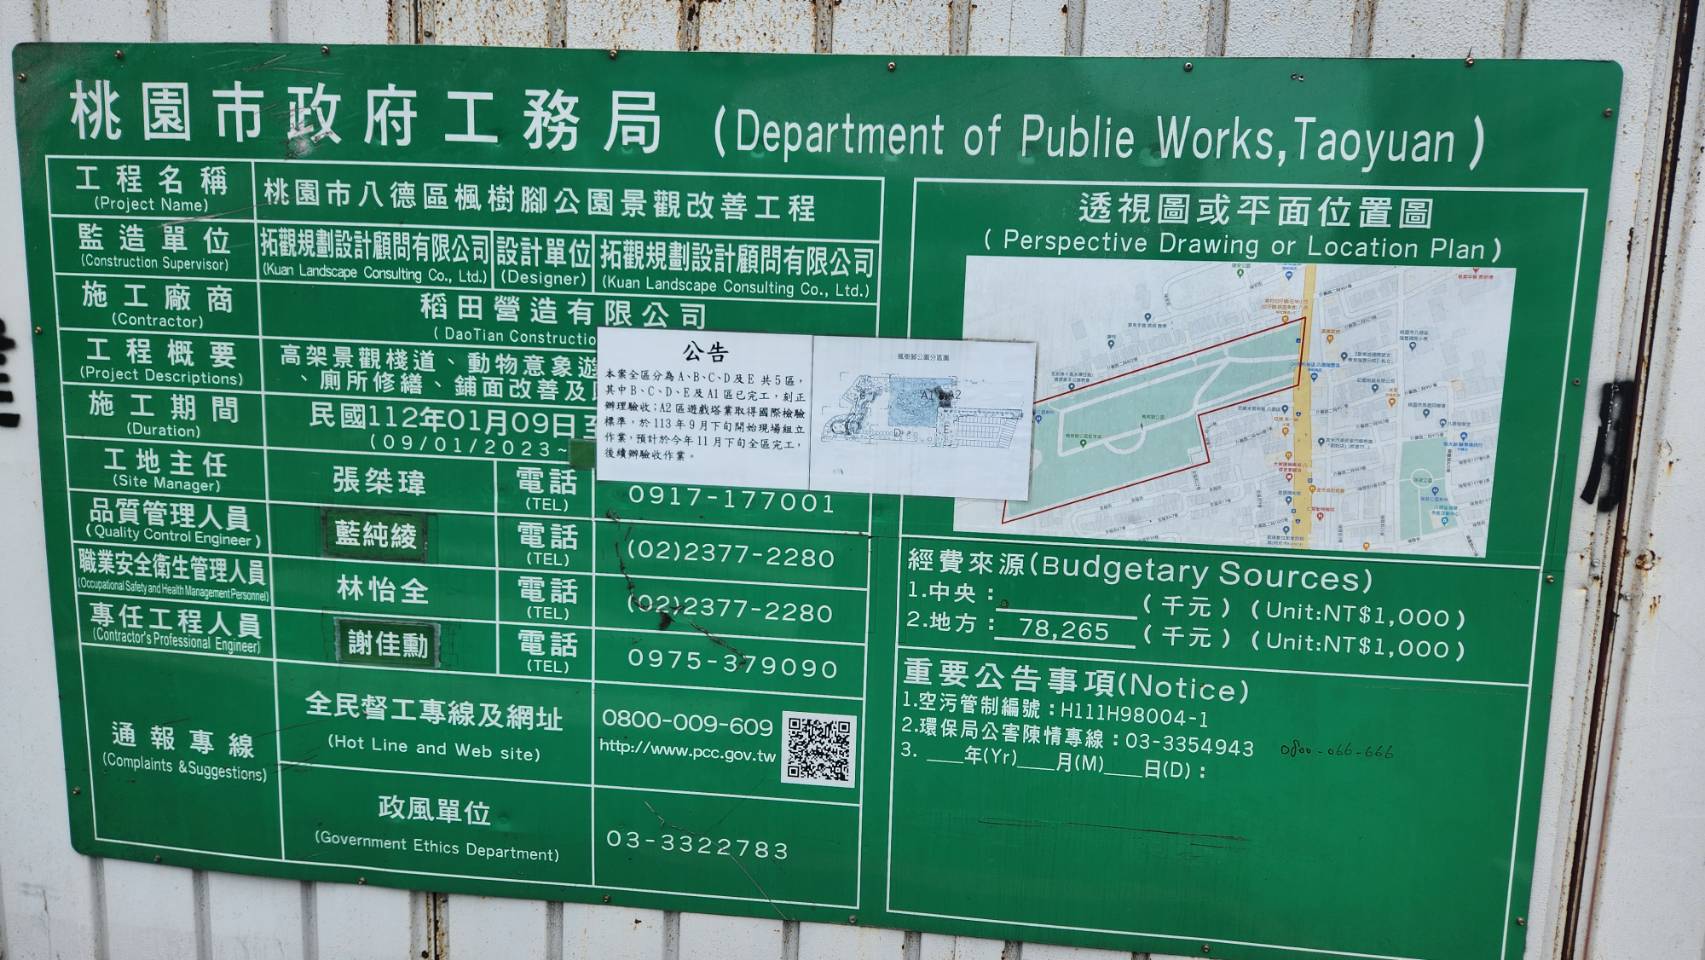 桃園市政府工務局 (Department of Publie Works,Taoyuan)
工程名稱
(Project Name)
桃園市八德區楓樹腳公園景觀改善工程
監造單位
(Construction Supervisor)
拓觀規劃設計顧問有限公司
(Kuan Landscape Consulting Co., Ltd.)
設計單位
(Designer)
拓觀規劃設計顧問有限公司
(Kuan Landscape Consulting Co., Ltd.)
施工廠商
(Contractor)
稻田營造有限公司
(DaoTian Constructio
工程概要
(Project Descriptions)
高架景觀棧道、動物意象遊
、廁所修繕、鋪面改善及
施工期間
(Duration)
民國112年01月09日至
(09/01/2023~
公告
本案全區分為A、B、C、D及E 共5區,
其中B、C、D、E及A1區已完工,刻正
辦理驗收;A2區遊戲塔業取得國際檢驗
標準,於113年9月下旬開始現場組立
作業,預計於今年11月下旬全區完工,
後續辦驗收作業。
楓樹腳公園分區圖
工地主任
(Site Manager)
張桀瑋
電話
(TEL)
0917-177001
品質管理人員
(Quality Control Engineer)
藍純綾
電話
(TEL)
(02)2377-2280
職業安全衛生管理人員
(Occupational Safety and Health Management Personnel)
林怡全
電話
(TEL)
(02)2377-2280
專任工程人員
(Contractor's Professional Engineer)
謝佳勳
電話
(TEL)
0975-379090
通報專線
(Complaints &Suggestions)
全民督工專線及網址
(Hot Line and Web site)
0800-009-609
http://www.pcc.gov.tw
政風單位
(Government Ethics Department)
03-3322783
透視圖或平面位置圖
(Perspective Drawing or Location Plan)
經費來源(Budgetary Sources)
1.中央:______(千元)(Unit:NT$1,000)
2.地方: 78,265 (千元)(Unit:NT$1,000)
重要公告事項(Notice)
1.空污管制編號:H111H98004-1
2.環保局公害陳情專線:03-3354943 0800-066-666
3.___年(Yr)___月(M)___日(D):